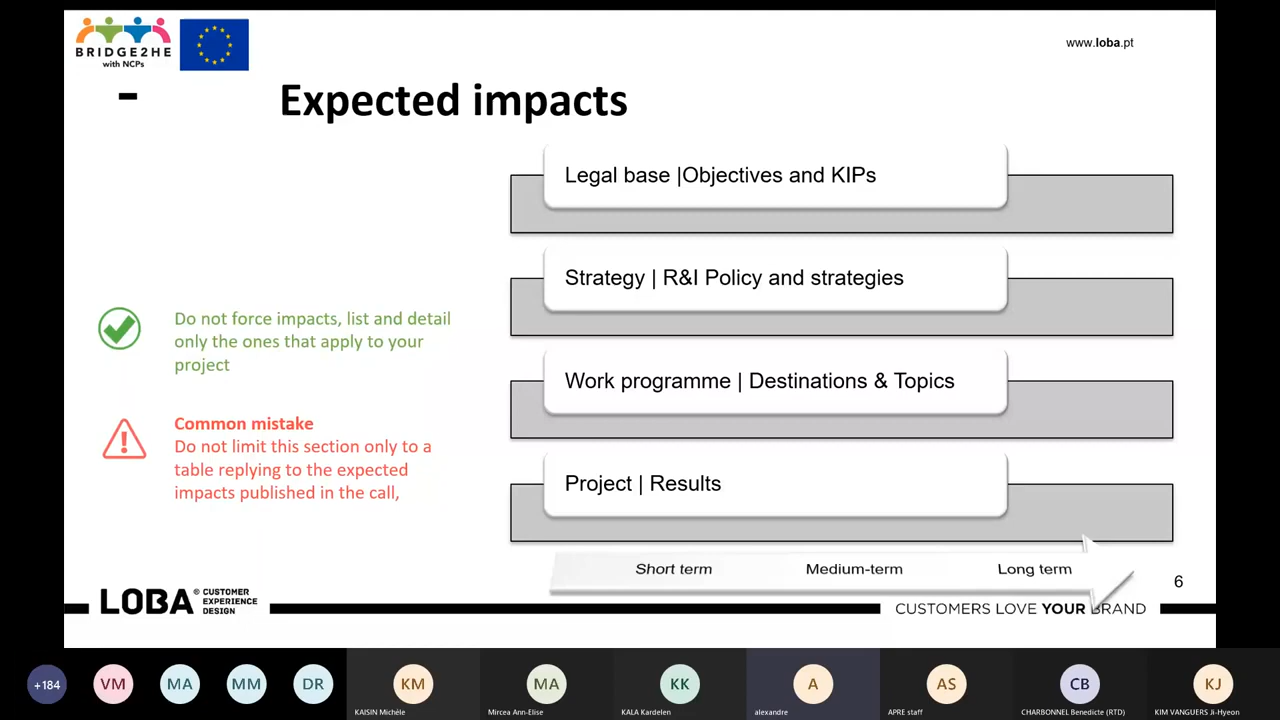 BRIDGE2HE
with NCPs
www.loba.pt
- Expected impacts
Legal base |Objectives and KIPs
Strategy | R&I Policy and strategies
Work programme | Destinations & Topics
Project | Results
Short term Medium-term Long term
Do not force impacts, list and detail
only the ones that apply to your
project
Common mistake
Do not limit this section only to a
table replying to the expected
impacts published in the call,
6
LOBA® CUSTOMER
EXPERIENCE
DESIGN
CUSTOMERS LOVE YOUR BRAND
+184 VM MA MM DR KM MA KK A AS CB KJ
KAISIN Michèle Mircea Ann-Elise KALA Kardelen alexandre APRE staff CHARBONNEL Benedicte (RTD) KIM VANGUERS Ji-Hyeon